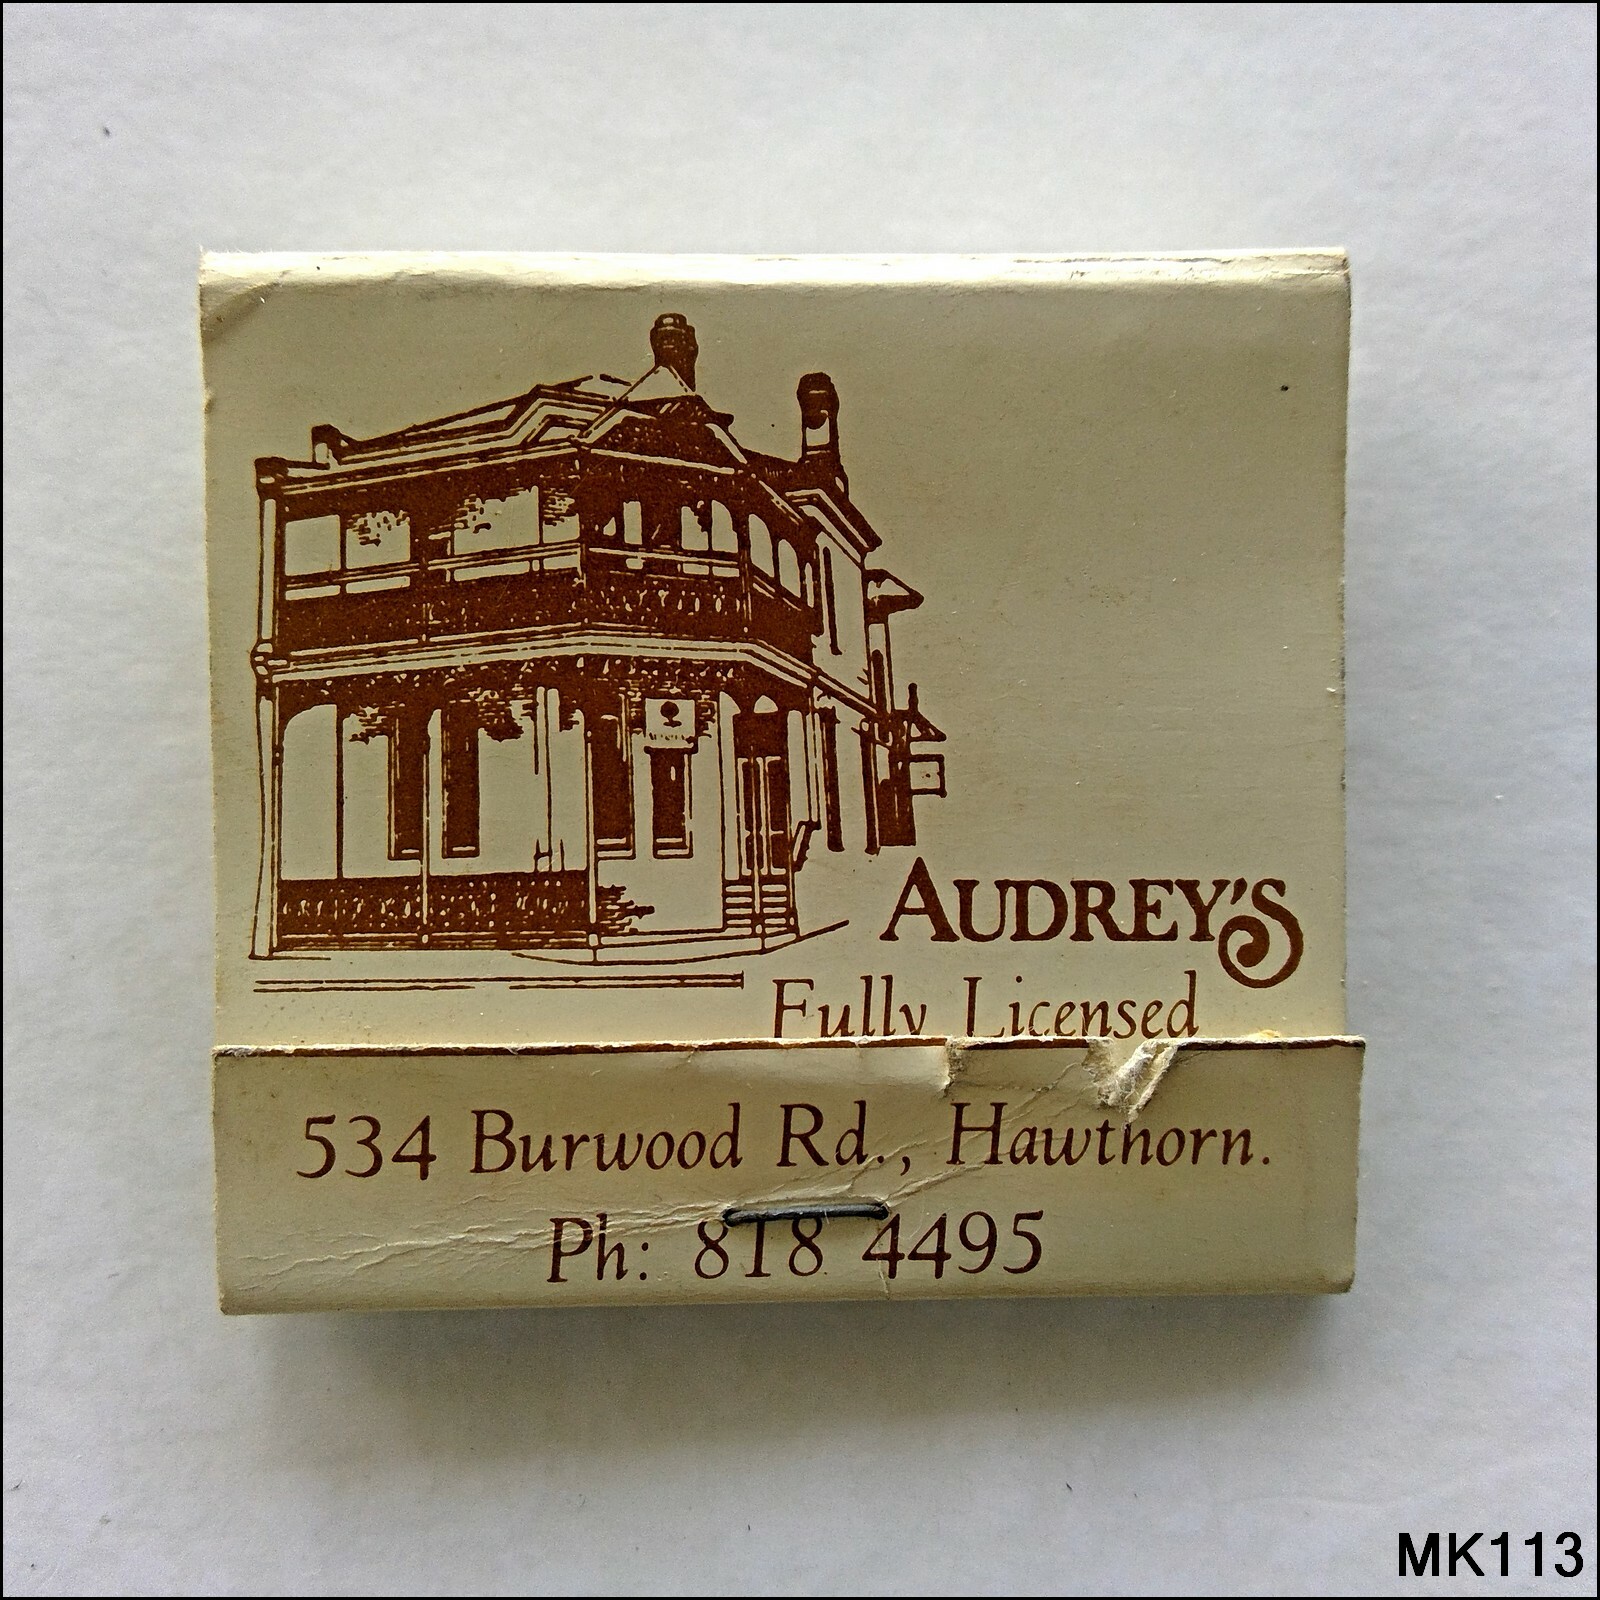 AUDREY'S
Fully Licensed
534 Burwood Rd., Hawthorn.
Ph: 818 4495
MK113